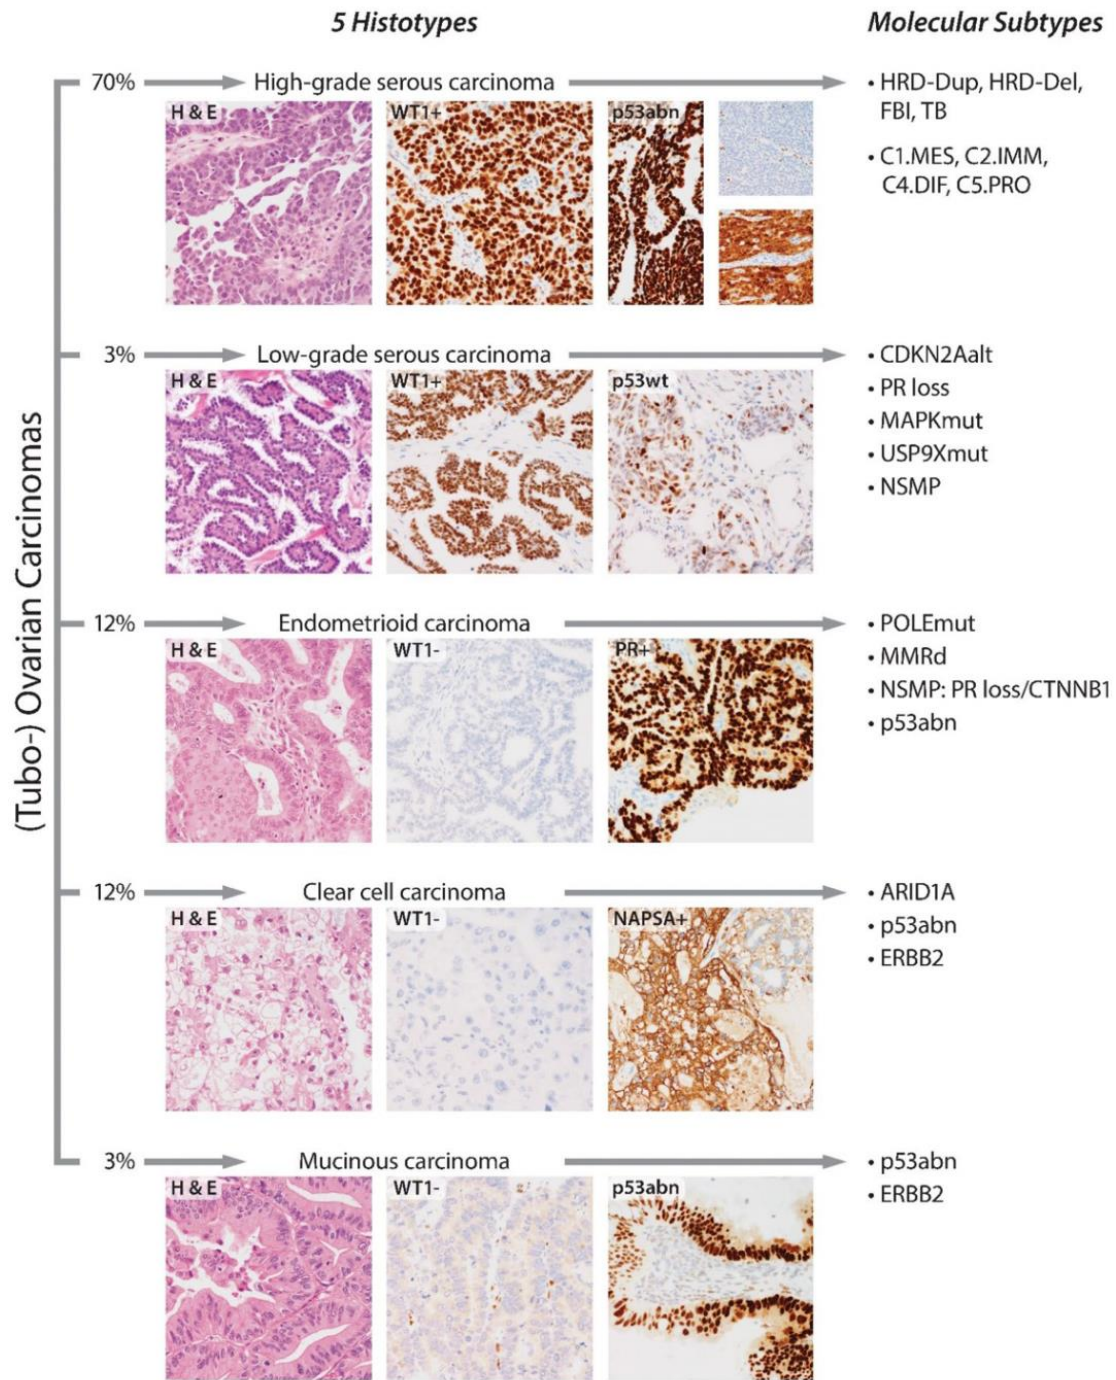 5 Histotypes
Molecular Subtypes
(Tubo-) Ovarian Carcinomas
70%
High-grade serous carcinoma
• HRD-Dup, HRD-Del,
FBI, TB
• C1.MES, C2.IMM,
C4.DIF, C5.PRO
H & E
WT1+
p53abn
3%
Low-grade serous carcinoma
• CDKN2Aalt
• PR loss
• MAPKmut
• USP9Xmut
• NSMP
H & E
WT1+
p53wt
12%
Endometrioid carcinoma
• POLEmut
• MMRd
• NSMP: PR loss/CTNNB1
• p53abn
H & E
WT1-
PR+
12%
Clear cell carcinoma
• ARID1A
• p53abn
• ERBB2
H & E
WT1-
NAPSA+
3%
Mucinous carcinoma
• p53abn
• ERBB2
H & E
WT1-
p53abn